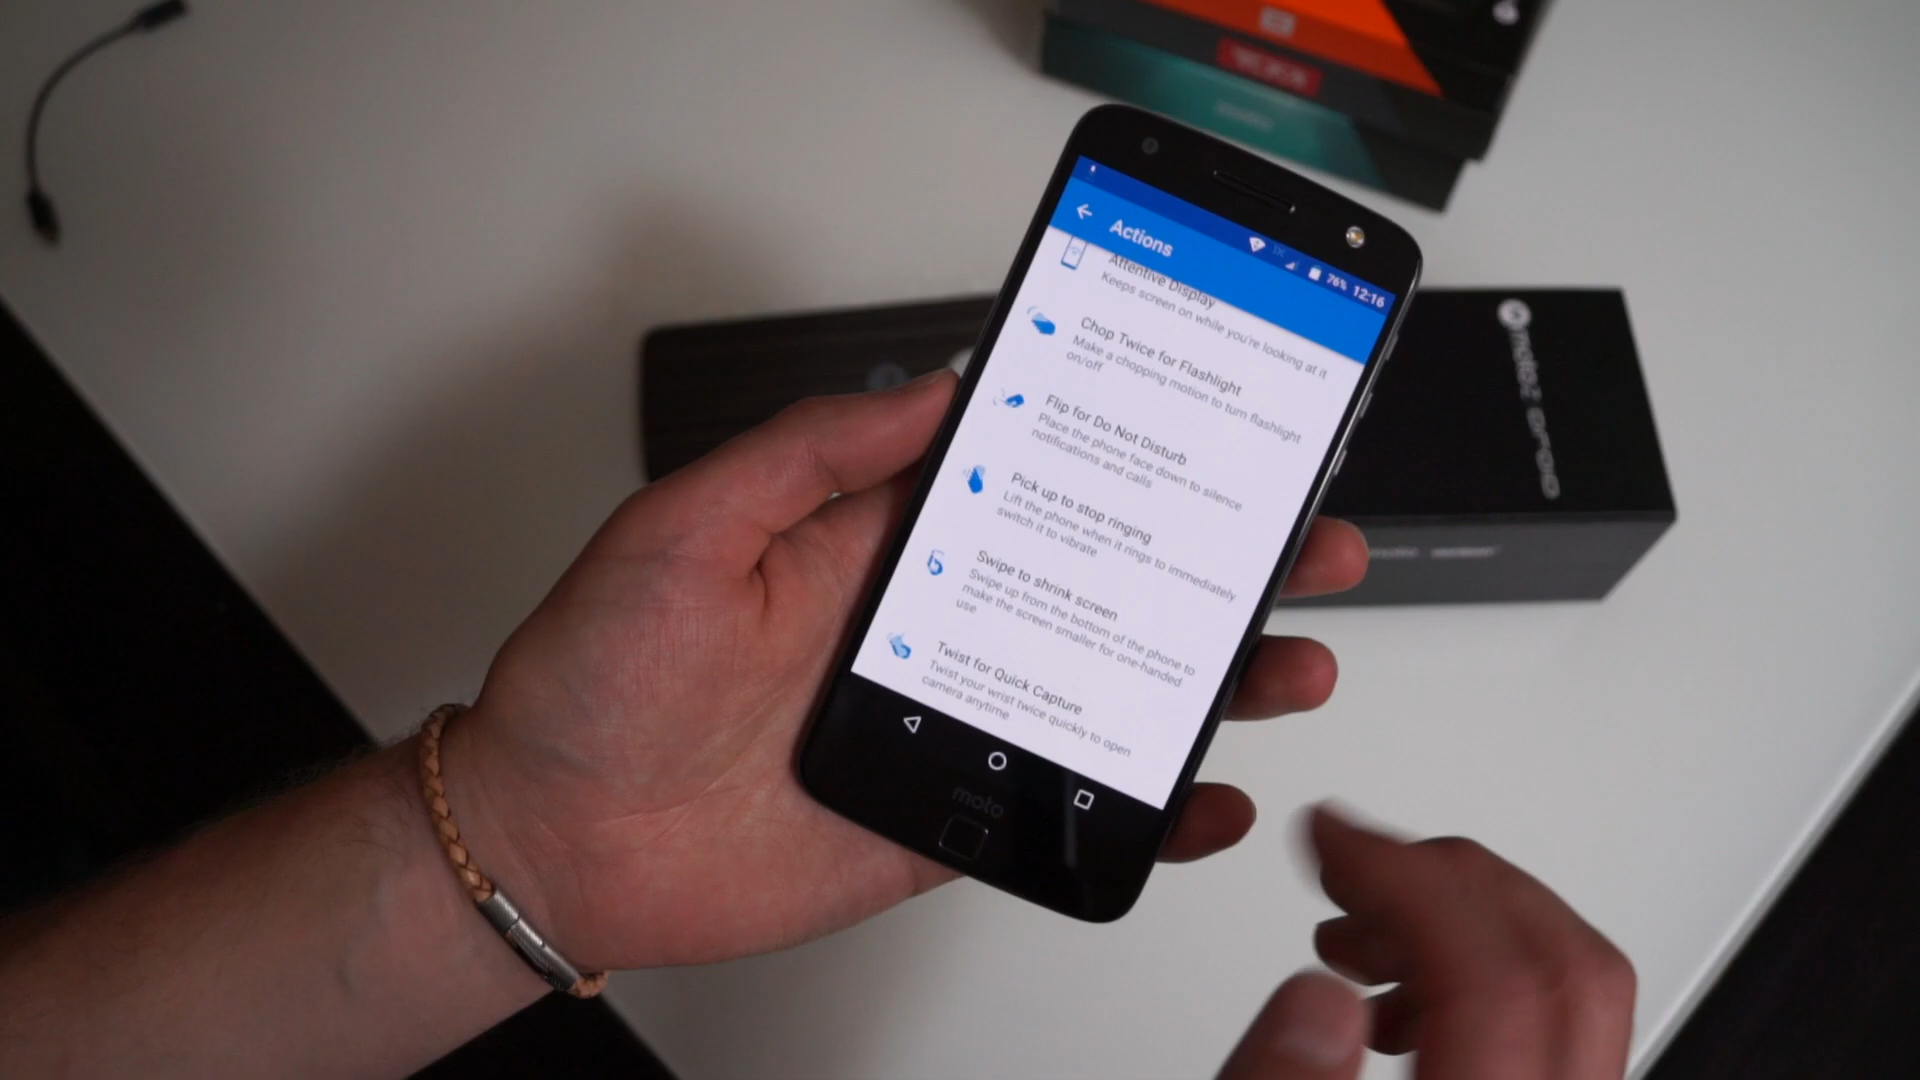 76% 12:16
Actions
Attentive Display
Keeps screen on while you're looking at it
Chop Twice for Flashlight
Make a chopping motion to turn flashlight
on/off
Flip for Do Not Disturb
Place the phone face down to silence
notifications and calls
Pick up to stop ringing
Lift the phone when it rings to immediately
switch it to vibrate
Swipe to shrink screen
Swipe up from the bottom of the phone to
make the screen smaller for one-handed
use
Twist for Quick Capture
Twist your wrist twice quickly to open
camera anytime
moto
moto z DROID